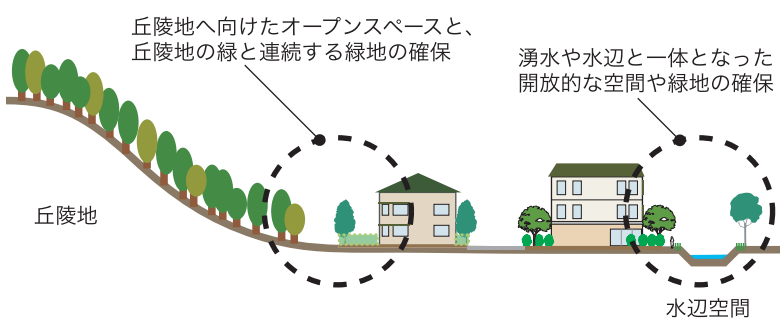 丘陵地へ向けたオープンスペースと、
丘陵地の緑と連続する緑地の確保
湧水や水辺と一体となった
開放的な空間や緑地の確保
丘陵地
水辺空間